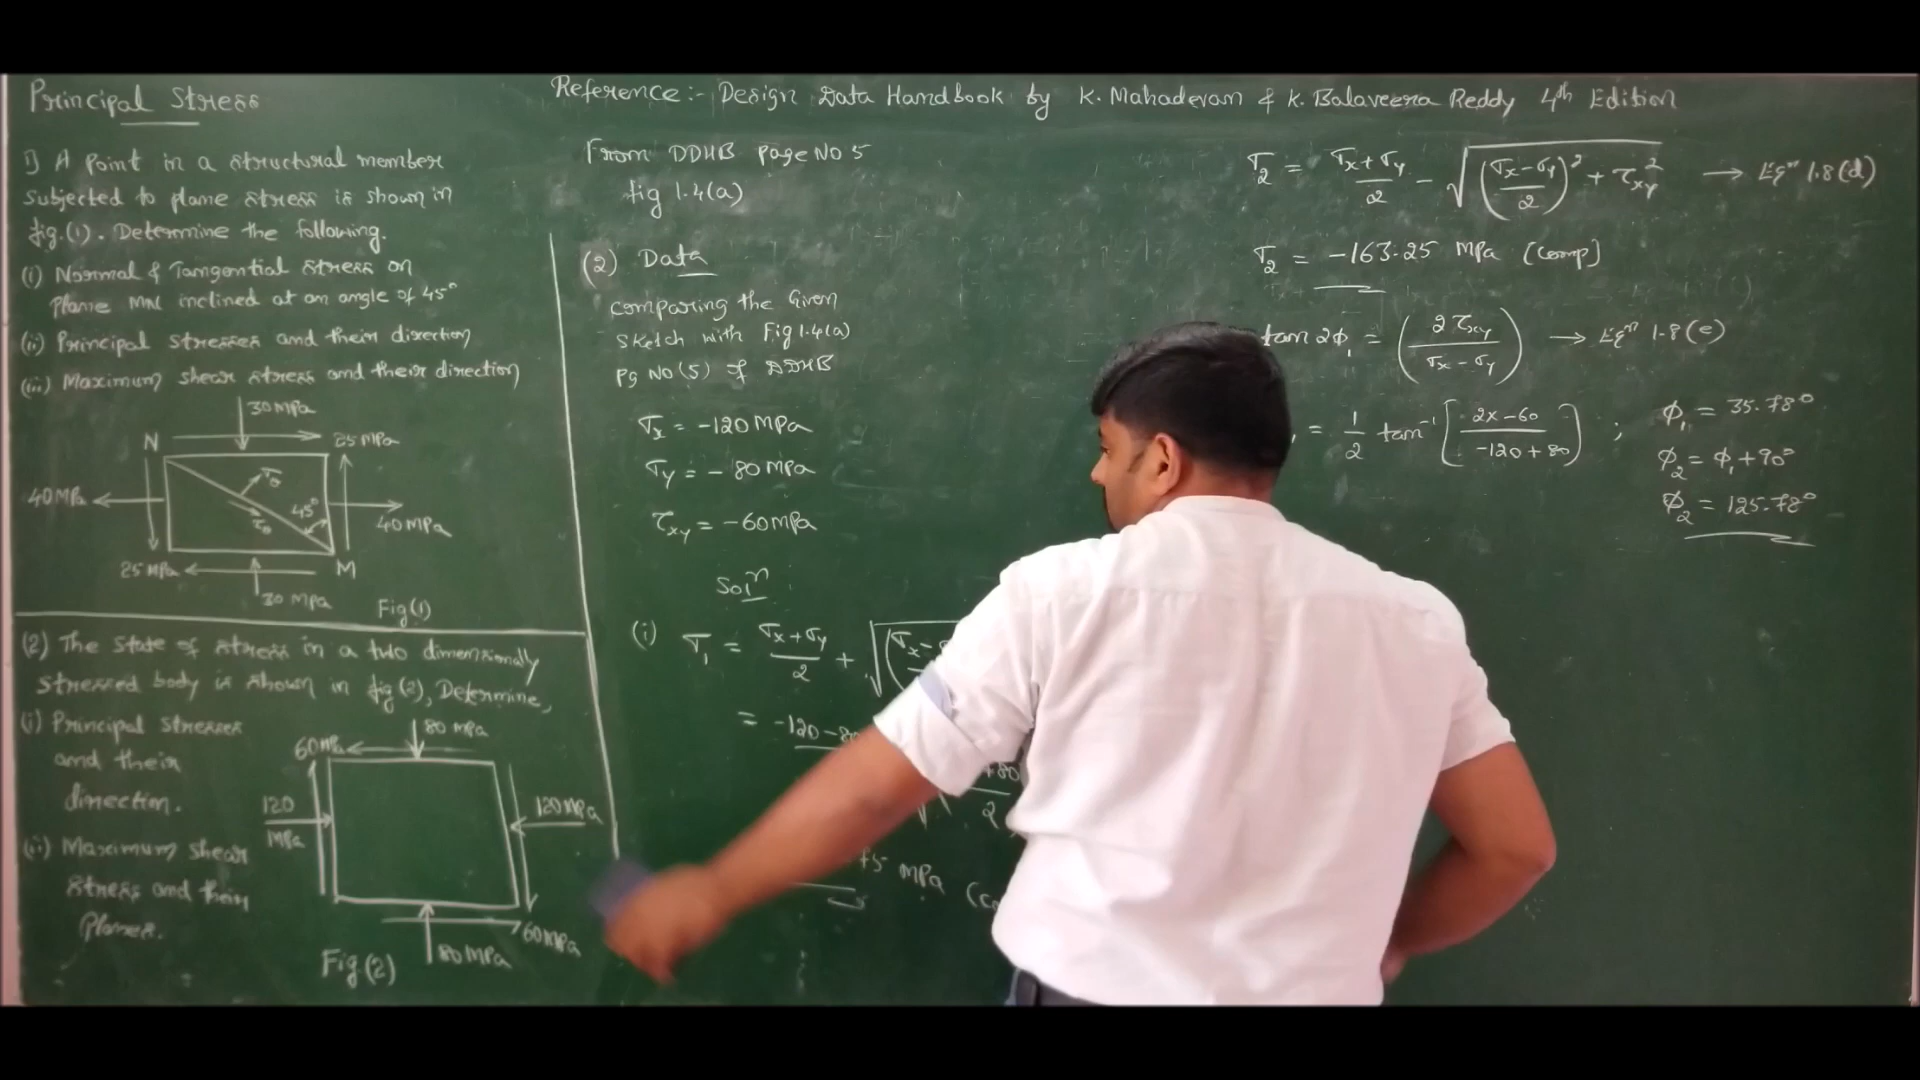 Principal Stress
Reference:- Design Data Handbook by K. Mahadevan & K. Balaveera Reddy 4th Edition
1) A Point in a structural member
subjected to plane stress is shown in
fig.(1). Determine the following.
(i) Normal & Tangential stress on
Plane MN inclined at an angle of 45°
(ii) Principal stresses and their direction
(iii) Maximum shear stress and their direction
30 MPa
N
25 MPa
40 MPa
σθ
τθ
45°
40 MPa
25 MPa
M
30 MPa
Fig(1)
(2) The state of stress in a two dimensionally
stressed body is shown in fig(2), Determine,
(i) Principal stresses
and their
direction.
(ii) Maximum shear
stress and their
Planes.
80 MPa
60 MPa
120
MPa
120 MPa
60 MPa
80 MPa
Fig(2)
From DDHB page No 5
fig 1.4(a)
(2) Data
comparing the Given
sketch with Fig 1.4(a)
Pg No (5) of DDHB
σx = -120 MPa
σy = -80 MPa
τxy = -60 MPa
Solⁿ
(i) σ1 = σx+σy/2 + √((σx-
= -120-80
+80
2
MPa
σ2 = σx+σy/2 - √((σx-σy/2)² + τxy²) → Eqⁿ 1.8(d)
σ2 = -163.25 MPa (comp)
tan 2ϕ1 = (2τxy/σx-σy) → Eqⁿ 1.8(e)
= 1/2 tan⁻¹ [2x-60/-120+80] ; ϕ1 = 35.78°
ϕ2 = ϕ1+90°
ϕ2 = 125.78°